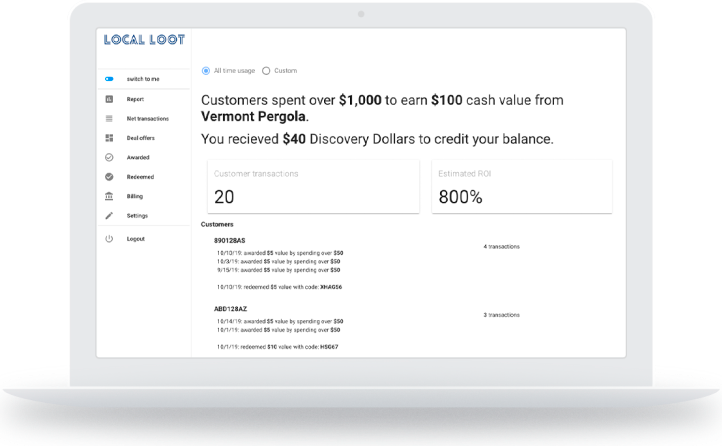 LOCAL LOOT
switch to me
Report
Net transactions
Deal offers
Awarded
Redeemed
Billing
Settings
Logout
All time usage Custom
Customers spent over $1,000 to earn $100 cash value from
Vermont Pergola.
You recieved $40 Discovery Dollars to credit your balance.
Customer transactions
20
Estimated ROI
800%
Customers
890128AS
4 transactions
10/10/19: awarded $5 value by spending over $50
10/3/19: awarded $5 value by spending over $50
9/15/19: awarded $5 value by spending over $50
10/10/19: redeemed $5 value with code: XHAG56
ABD128AZ
3 transactions
10/14/19: awarded $5 value by spending over $50
10/1/19: awarded $5 value by spending over $50
10/1/19: redeemed $10 value with code: HSG67